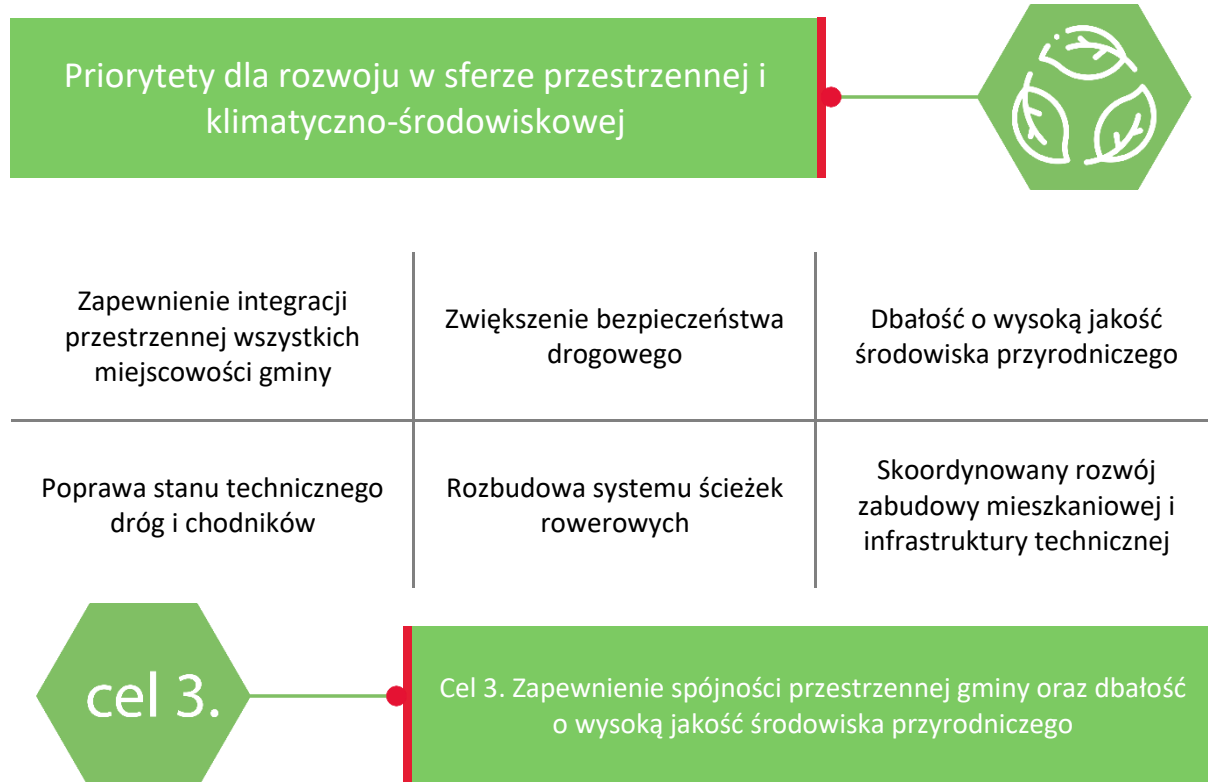 Priorytety dla rozwoju w sferze przestrzennej i
klimatyczno-środowiskowej
Zapewnienie integracji
przestrzennej wszystkich
miejscowości gminy
Zwiększenie bezpieczeństwa
drogowego
Dbałość o wysoką jakość
środowiska przyrodniczego
Poprawa stanu technicznego
dróg i chodników
Rozbudowa systemu ścieżek
rowerowych
Skoordynowany rozwój
zabudowy mieszkaniowej i
infrastruktury technicznej
cel 3.
Cel 3. Zapewnienie spójności przestrzennej gminy oraz dbałość
o wysoką jakość środowiska przyrodniczego